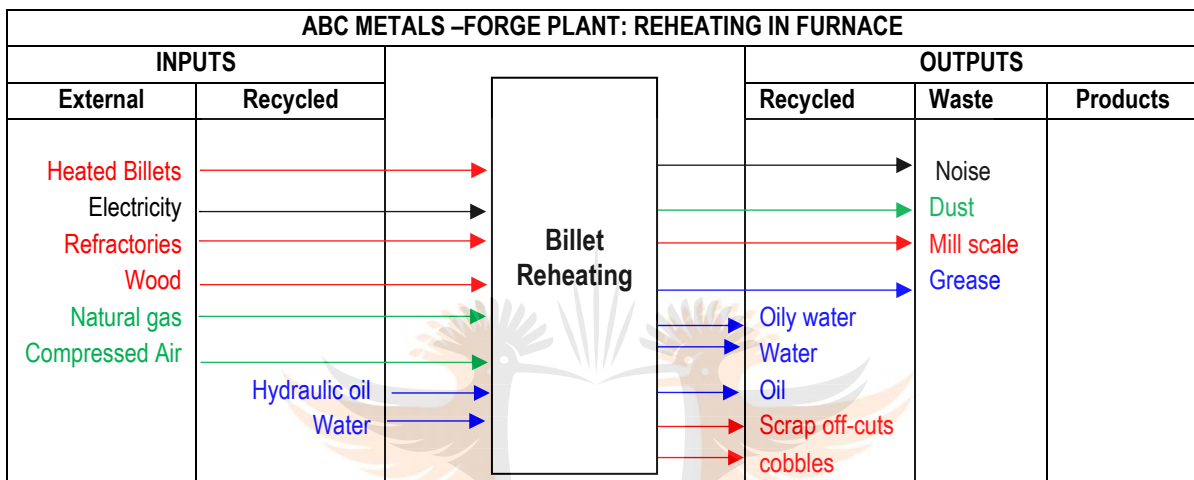 ABC METALS –FORGE PLANT: REHEATING IN FURNACE
INPUTS
OUTPUTS
External
Recycled
Recycled
Waste
Products
Heated Billets
Electricity
Refractories
Wood
Natural gas
Compressed Air
Hydraulic oil
Water
Billet
Reheating
Noise
Dust
Mill scale
Grease
Oily water
Water
Oil
Scrap off-cuts
cobbles